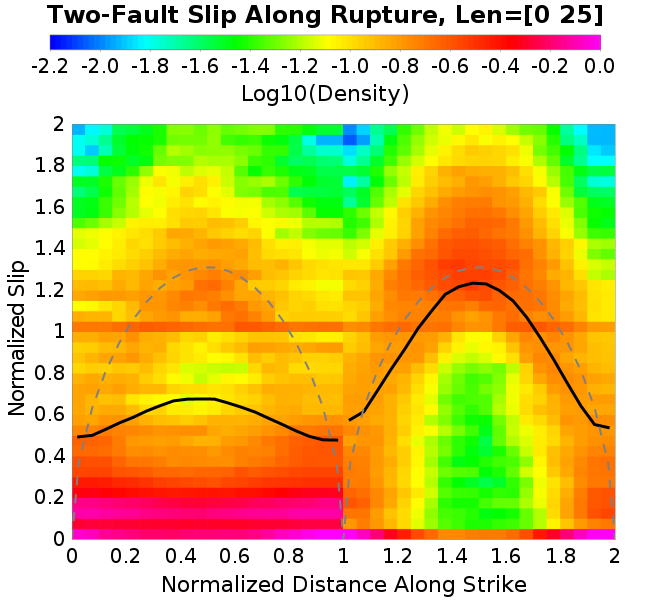 Two-Fault Slip Along Rupture, Len=[0 25]
-2.2 -2.0 -1.8 -1.6 -1.4 -1.2 -1.0 -0.8 -0.6 -0.4 -0.2 0.0
Log10(Density)
2
1.8
1.6
1.4
1.2
1
0.8
0.6
0.4
0.2
0
Normalized Slip
0 0.2 0.4 0.6 0.8 1 1.2 1.4 1.6 1.8 2
Normalized Distance Along Strike